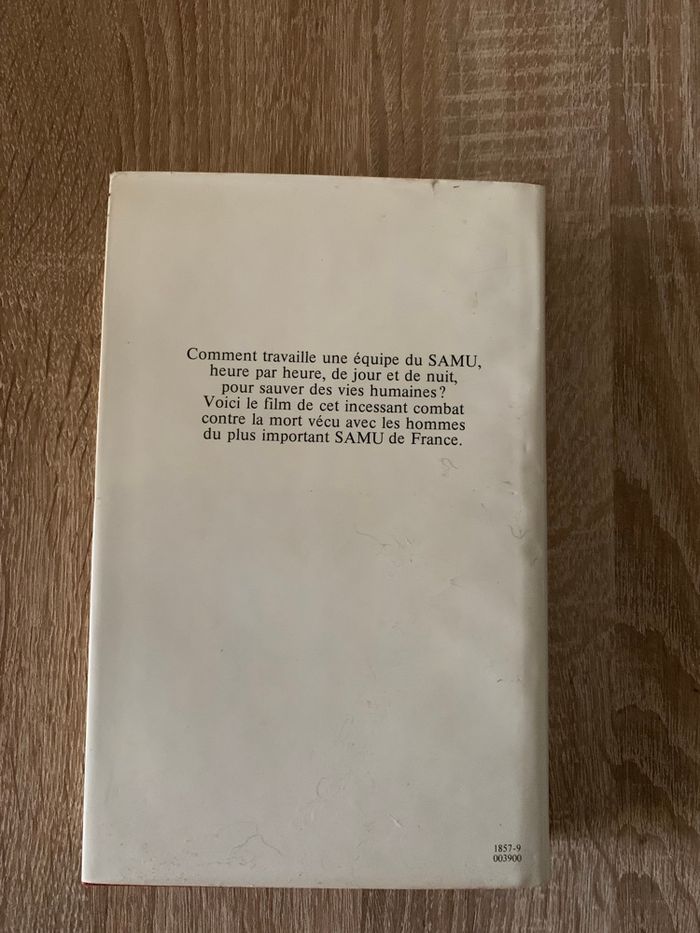 Comment travaille une équipe du SAMU,
heure par heure, de jour et de nuit,
pour sauver des vies humaines ?
Voici le film de cet incessant combat
contre la mort vécu avec les hommes
du plus important SAMU de France.
1857-9
003900